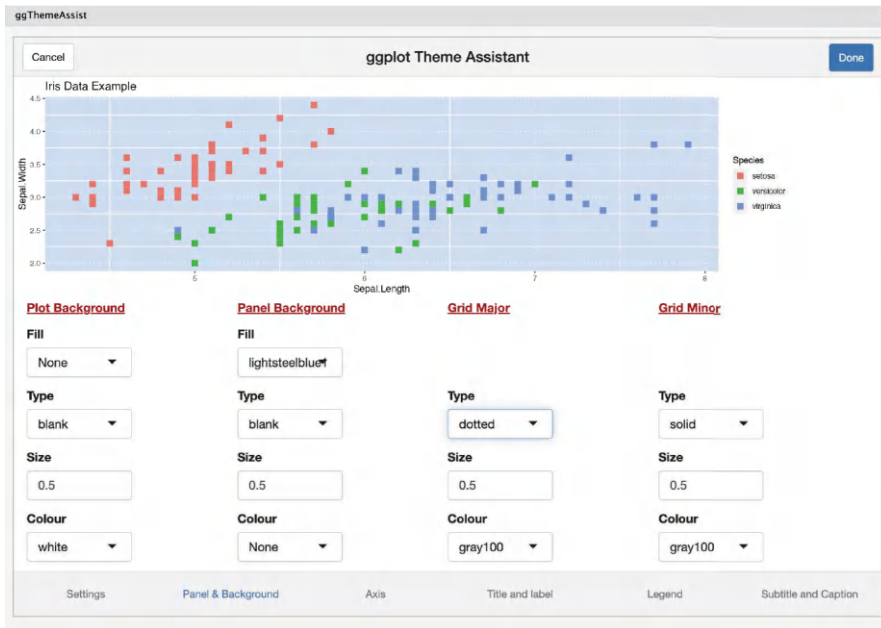 ggThemeAssist
Cancel
ggplot Theme Assistant
Done
Iris Data Example
4.5
4.0
3.5
3.0
2.5
2.0
Sepal.Width
5
6
7
8
Sepal.Length
Species
setosa
versicolor
virginica
Plot Background
Panel Background
Grid Major
Grid Minor
Fill
Fill
None
lightsteelblue1
Type
Type
Type
Type
blank
blank
dotted
solid
Size
Size
Size
Size
0.5
0.5
0.5
0.5
Colour
Colour
Colour
Colour
white
None
gray100
gray100
Settings
Panel & Background
Axis
Title and label
Legend
Subtitle and Caption